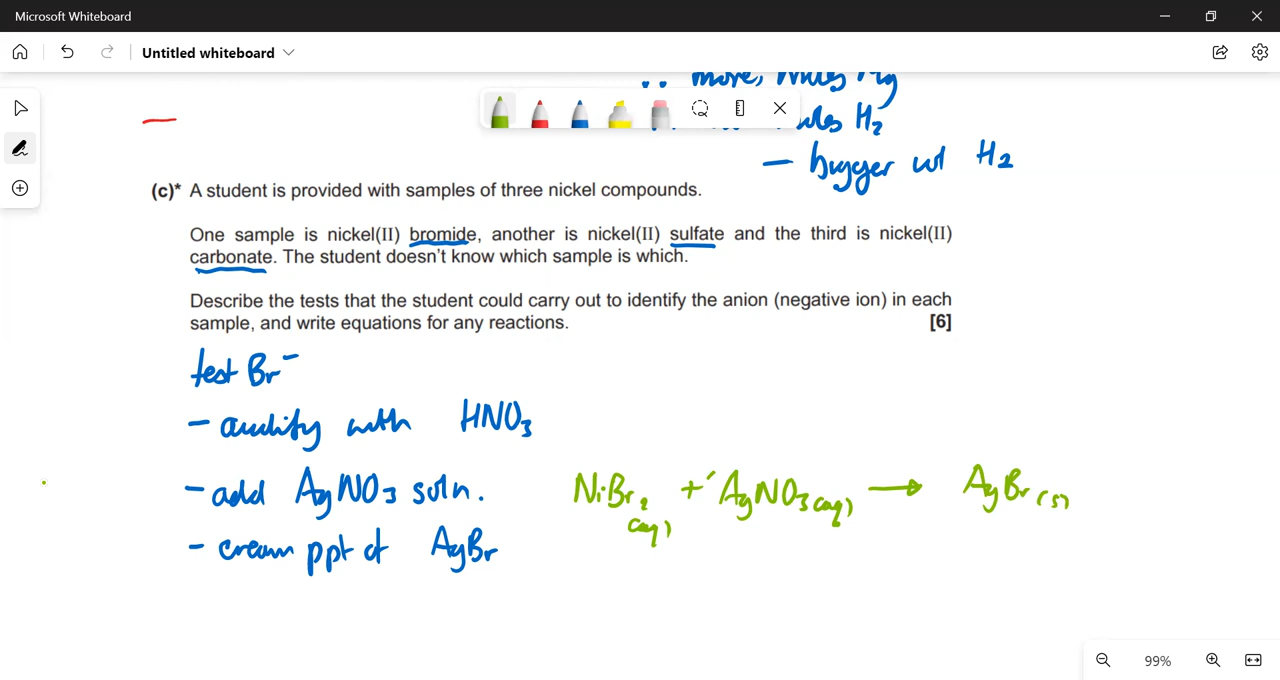 Microsoft Whiteboard
Untitled whiteboard
∴ more, moles Mg
moles H₂
– bigger vol H₂
(c)* A student is provided with samples of three nickel compounds.
One sample is nickel(II) bromide, another is nickel(II) sulfate and the third is nickel(II)
carbonate. The student doesn't know which sample is which.
Describe the tests that the student could carry out to identify the anion (negative ion) in each
sample, and write equations for any reactions. [6]
test Br⁻
– acidify with HNO₃
– add AgNO₃ soln. NiBr₂ (aq) + AgNO₃(aq) → AgBr(s)
– cream ppt of AgBr
99%